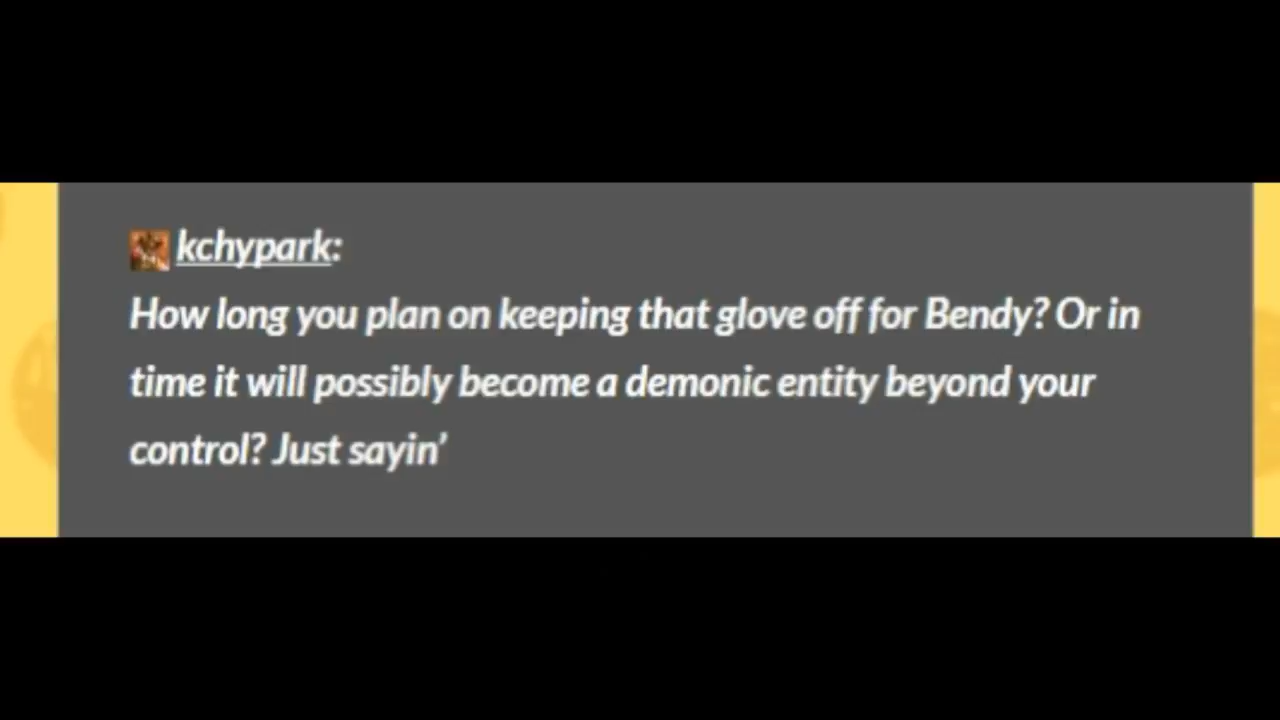 kchypark:
How long you plan on keeping that glove off for Bendy? Or in
time it will possibly become a demonic entity beyond your
control? Just sayin’